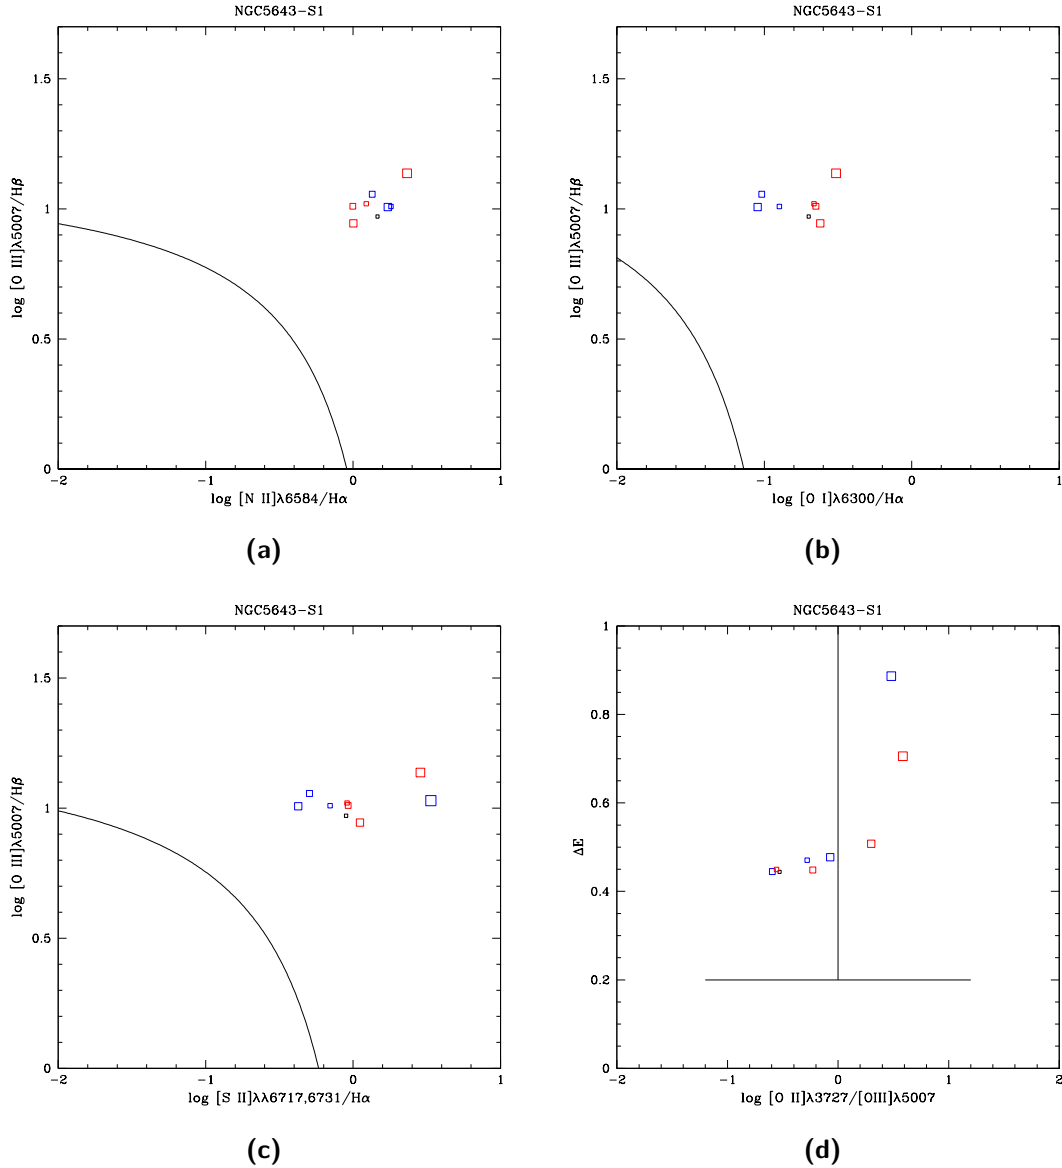 NGC5643-S1
1.5
1
0.5
0
-2
-1
0
1
log [O III]λ5007/Hβ
log [N II]λ6584/Hα
(a)
NGC5643-S1
1.5
1
0.5
0
-2
-1
0
1
log [O III]λ5007/Hβ
log [O I]λ6300/Hα
(b)
NGC5643-S1
1.5
1
0.5
0
-2
-1
0
1
log [O III]λ5007/Hβ
log [S II]λλ6717,6731/Hα
(c)
NGC5643-S1
1
0.8
0.6
0.4
0.2
0
-2
-1
0
1
2
ΔE
log [O II]λ3727/[OIII]λ5007
(d)